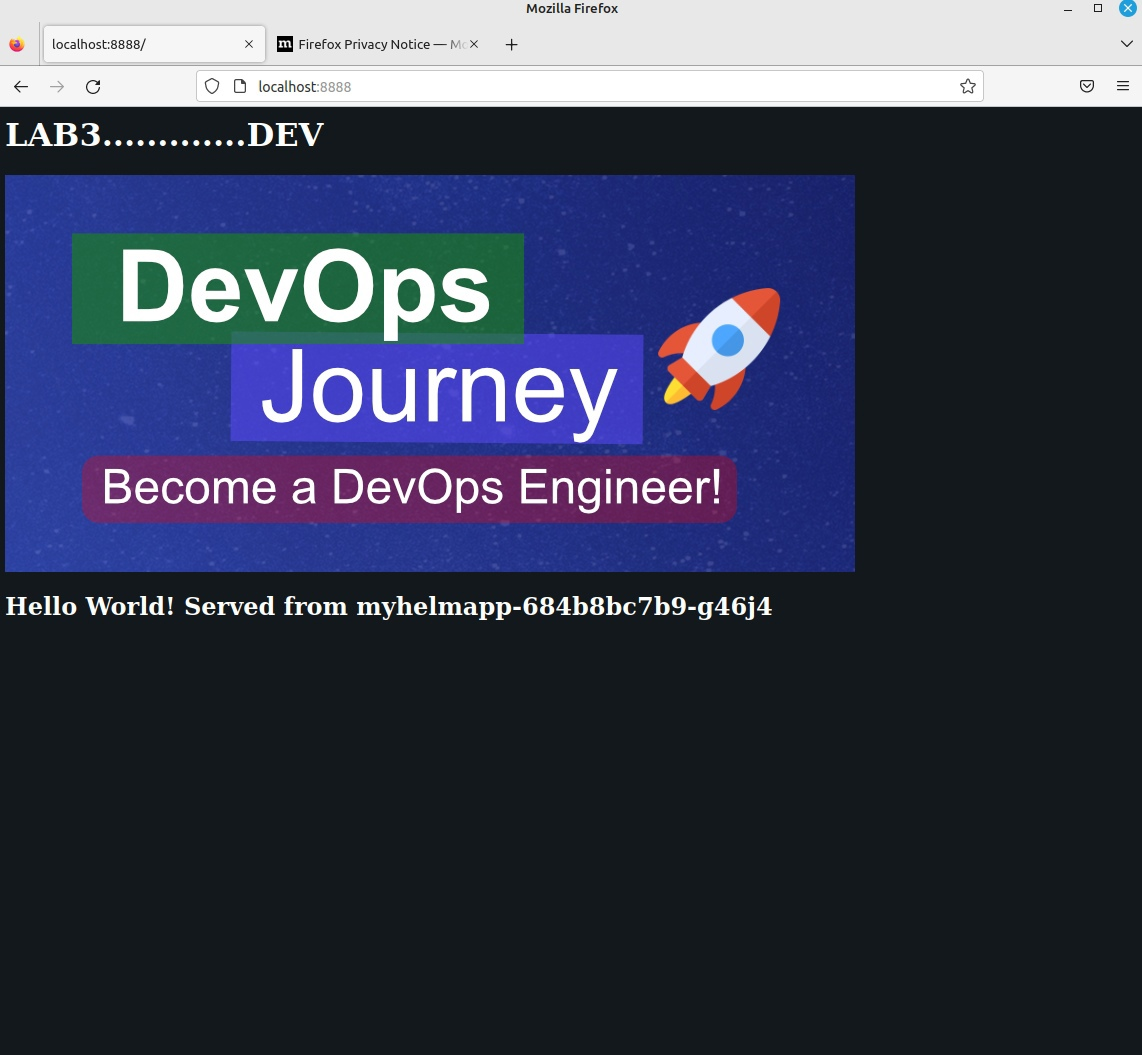 Mozilla Firefox
localhost:8888/
Firefox Privacy Notice — Mo
localhost:8888
LAB3.............DEV
DevOps
Journey
Become a DevOps Engineer!
Hello World! Served from myhelmapp-684b8bc7b9-g46j4